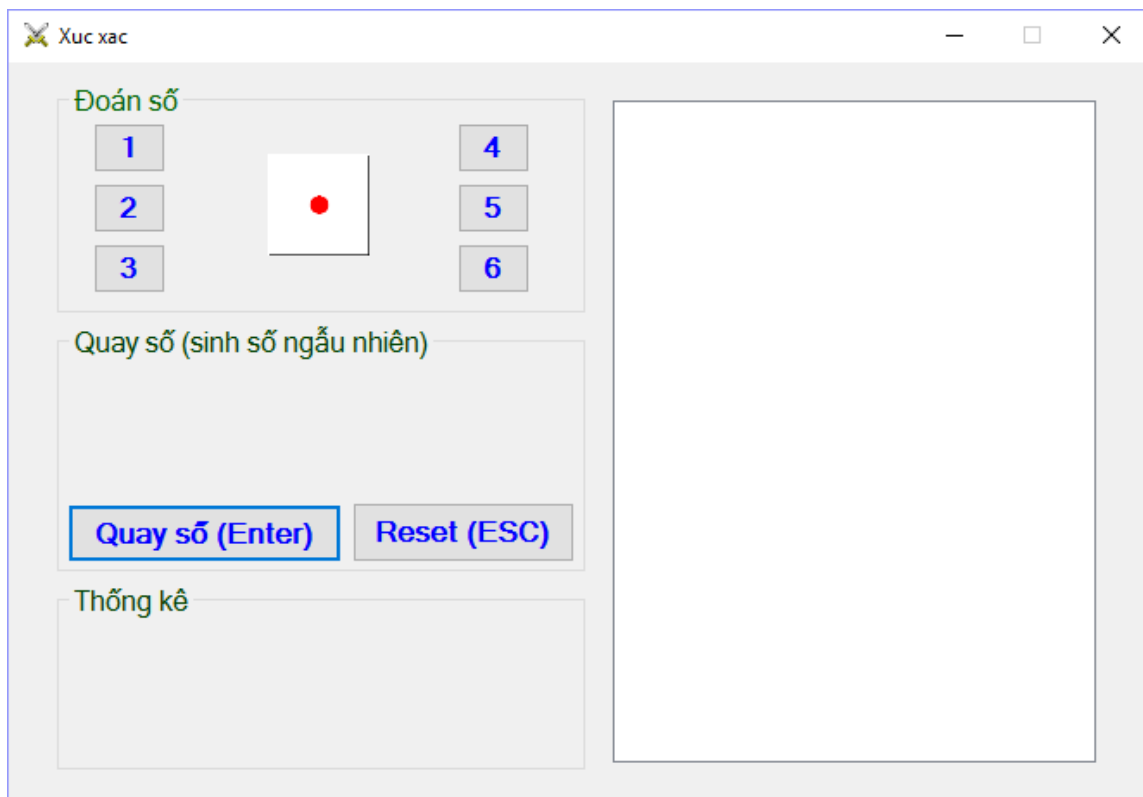 Xuc xac
Đoán số
1
4
2
5
3
6
Quay số (sinh số ngẫu nhiên)
Quay số (Enter)
Reset (ESC)
Thống kê